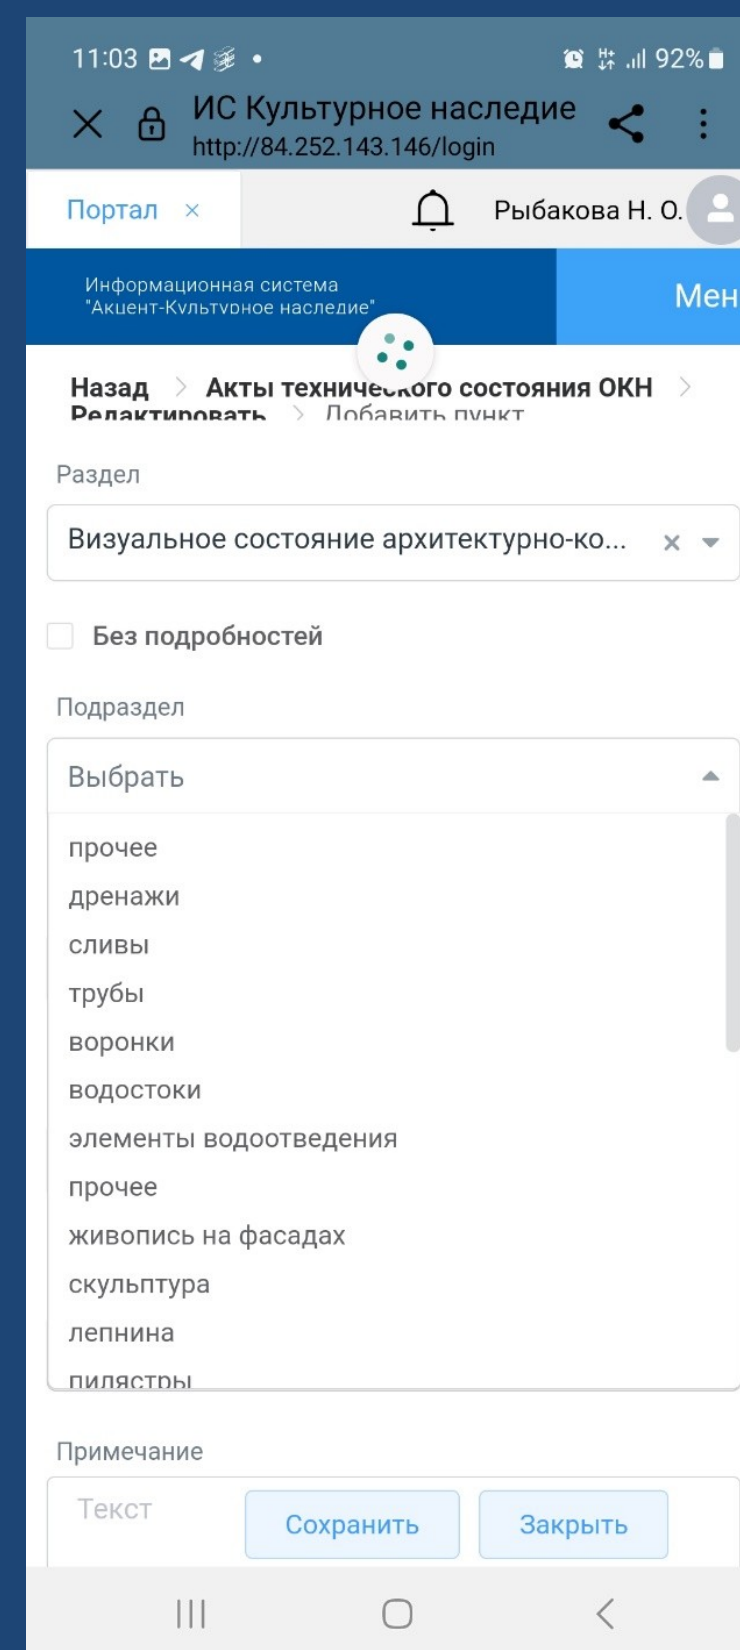 11:03
92%
ИС Культурное наследие
http://84.252.143.146/login
Портал ×
Рыбакова Н. О.
Информационная система
"Акцент-Культурное наследие"
Мен
Назад > Акты технического состояния ОКН >
Редактировать > Добавить пункт
Раздел
Визуальное состояние архитектурно-ко...
Без подробностей
Подраздел
Выбрать
прочее
дренажи
сливы
трубы
воронки
водостоки
элементы водоотведения
прочее
живопись на фасадах
скульптура
лепнина
пилястры
Примечание
Текст
Сохранить
Закрыть